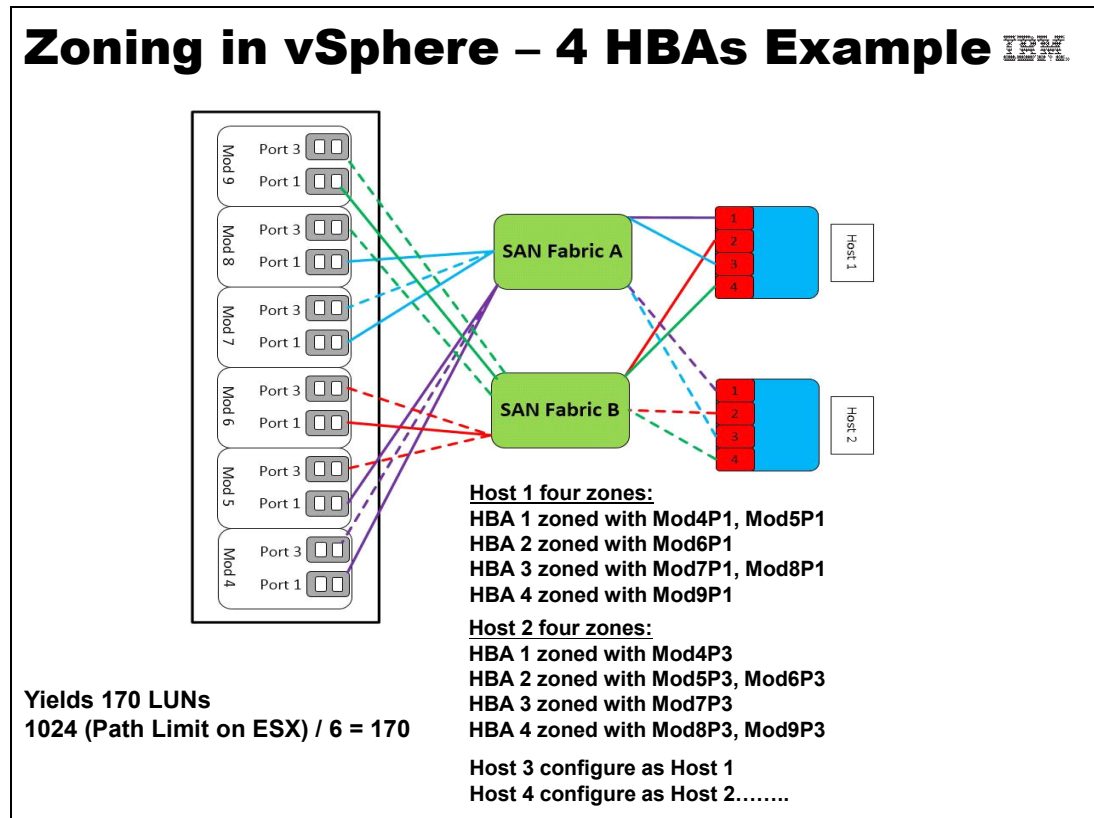 Zoning in vSphere – 4 HBAs Example IBM
Mod 9
Port 3
Port 1
Mod 8
Port 3
Port 1
Mod 7
Port 3
Port 1
Mod 6
Port 3
Port 1
Mod 5
Port 3
Port 1
Mod 4
Port 3
Port 1
SAN Fabric A
SAN Fabric B
1
2
3
4
Host 1
1
2
3
4
Host 2
Host 1 four zones:
HBA 1 zoned with Mod4P1, Mod5P1
HBA 2 zoned with Mod6P1
HBA 3 zoned with Mod7P1, Mod8P1
HBA 4 zoned with Mod9P1
Host 2 four zones:
HBA 1 zoned with Mod4P3
HBA 2 zoned with Mod5P3, Mod6P3
HBA 3 zoned with Mod7P3
HBA 4 zoned with Mod8P3, Mod9P3
Host 3 configure as Host 1
Host 4 configure as Host 2……..
Yields 170 LUNs
1024 (Path Limit on ESX) / 6 = 170